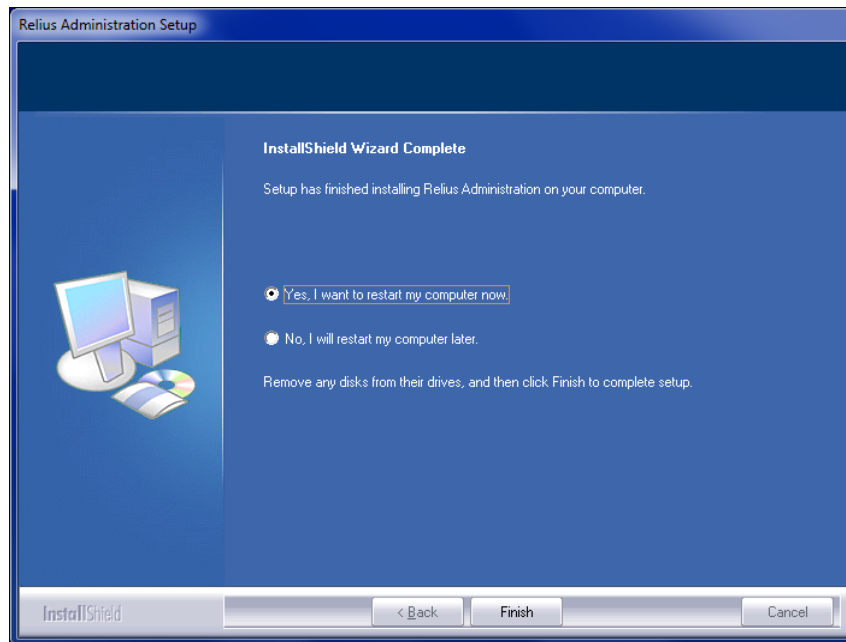 Relius Administration Setup
InstallShield Wizard Complete
Setup has finished installing Relius Administration on your computer.
Yes, I want to restart my computer now.
No, I will restart my computer later.
Remove any disks from their drives, and then click Finish to complete setup.
InstallShield
< Back
Finish
Cancel